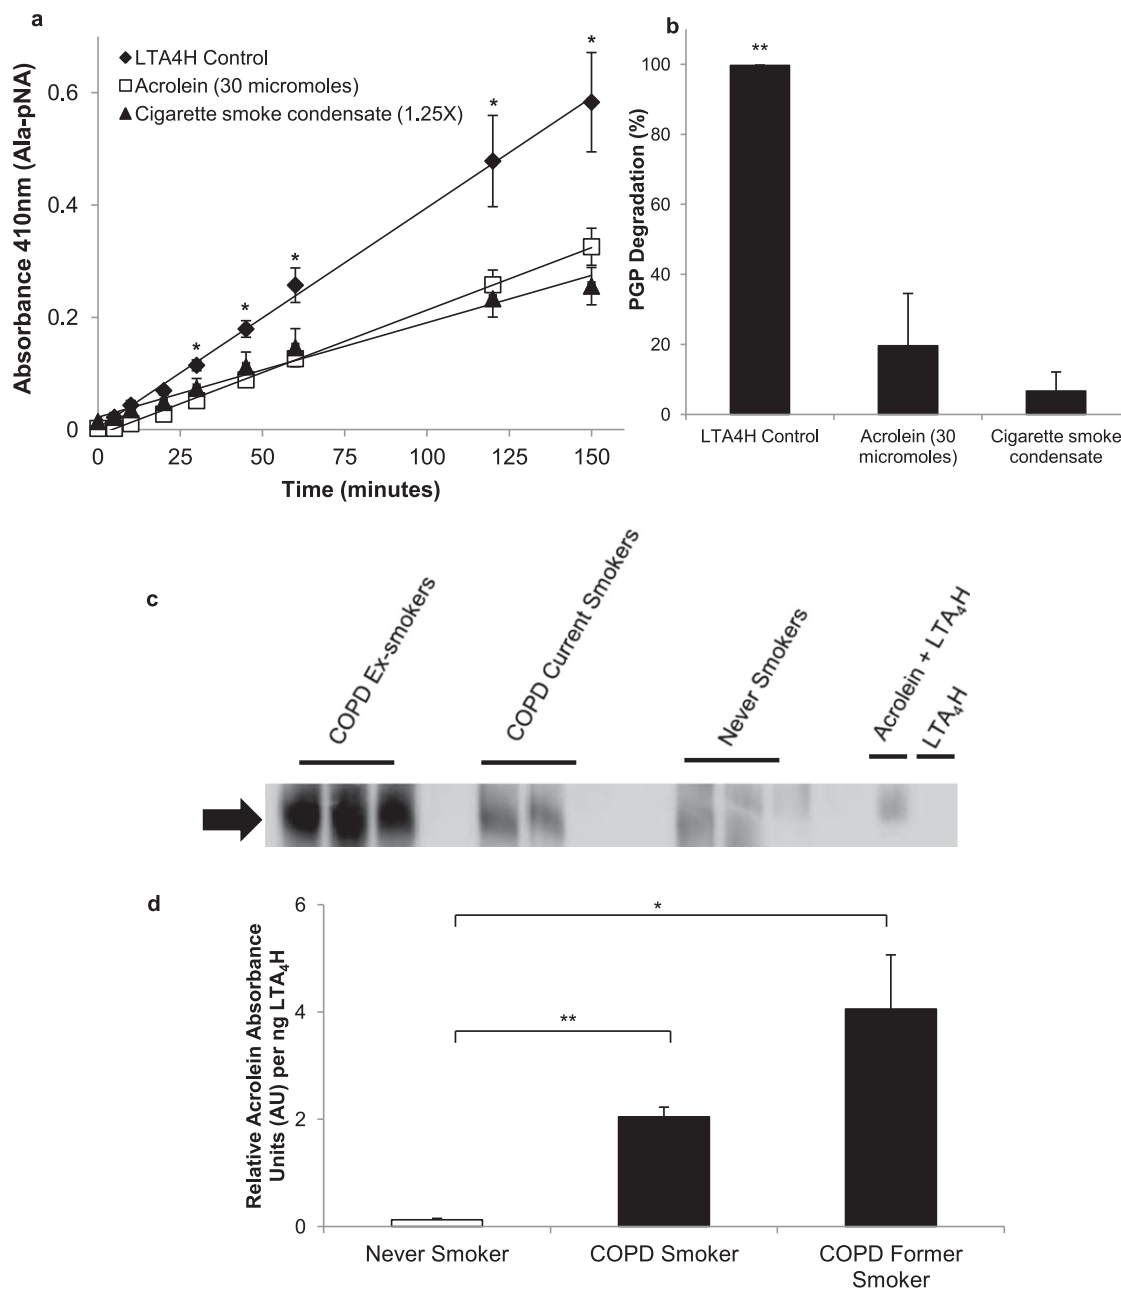 a
Absorbance 410nm (Ala-pNA)
0.6
0.4
0.2
0
LTA4H Control
Acrolein (30 micromoles)
Cigarette smoke condensate (1.25X)
*
*
*
*
*
*
0 25 50 75 100 125 150
Time (minutes)
b
PGP Degradation (%)
100
80
60
40
20
0
**
LTA4H Control
Acrolein (30
micromoles)
Cigarette smoke
condensate
c
COPD Ex-smokers
COPD Current Smokers
Never Smokers
Acrolein + LTA₄H
LTA₄H
d
Relative Acrolein Absorbance
Units (AU) per ng LTA₄H
6
4
2
0
*
**
Never Smoker
COPD Smoker
COPD Former
Smoker